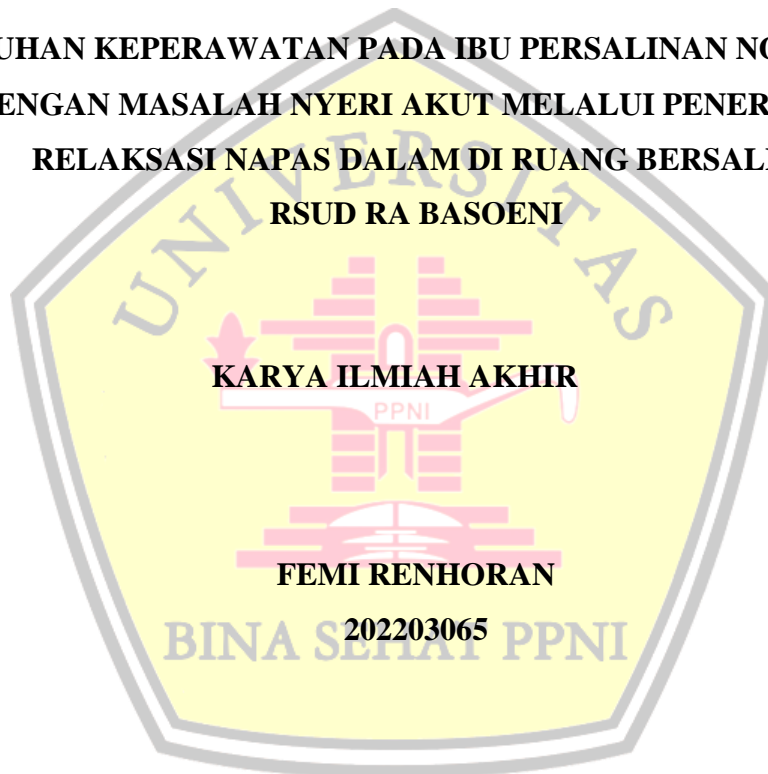 UHAN KEPERAWATAN PADA IBU PERSALINAN NO
ENGAN MASALAH NYERI AKUT MELALUI PENER
RELAKSASI NAPAS DALAM DI RUANG BERSALI
RSUD RA BASOENI
UNIVERSITAS
KARYA ILMIAH AKHIR
PPNI
FEMI RENHORAN
202203065
BINA SEHAT PPNI